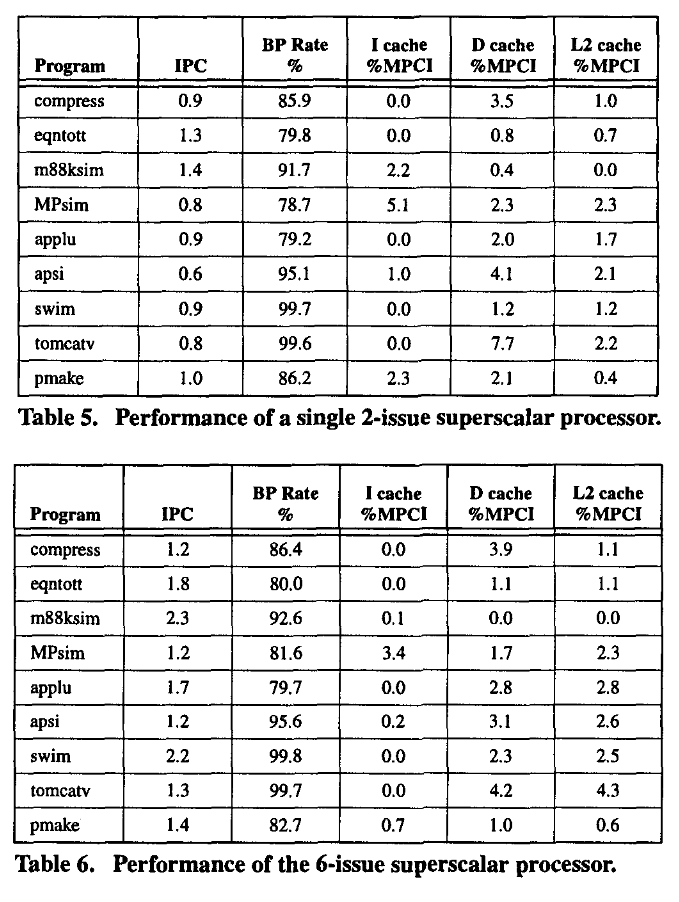 Program IPC BP Rate % I cache %MPCI D cache %MPCI L2 cache %MPCI
compress 0.9 85.9 0.0 3.5 1.0
eqntott 1.3 79.8 0.0 0.8 0.7
m88ksim 1.4 91.7 2.2 0.4 0.0
MPsim 0.8 78.7 5.1 2.3 2.3
applu 0.9 79.2 0.0 2.0 1.7
apsi 0.6 95.1 1.0 4.1 2.1
swim 0.9 99.7 0.0 1.2 1.2
tomcatv 0.8 99.6 0.0 7.7 2.2
pmake 1.0 86.2 2.3 2.1 0.4
Table 5. Performance of a single 2-issue superscalar processor.
Program IPC BP Rate % I cache %MPCI D cache %MPCI L2 cache %MPCI
compress 1.2 86.4 0.0 3.9 1.1
eqntott 1.8 80.0 0.0 1.1 1.1
m88ksim 2.3 92.6 0.1 0.0 0.0
MPsim 1.2 81.6 3.4 1.7 2.3
applu 1.7 79.7 0.0 2.8 2.8
apsi 1.2 95.6 0.2 3.1 2.6
swim 2.2 99.8 0.0 2.3 2.5
tomcatv 1.3 99.7 0.0 4.2 4.3
pmake 1.4 82.7 0.7 1.0 0.6
Table 6. Performance of the 6-issue superscalar processor.